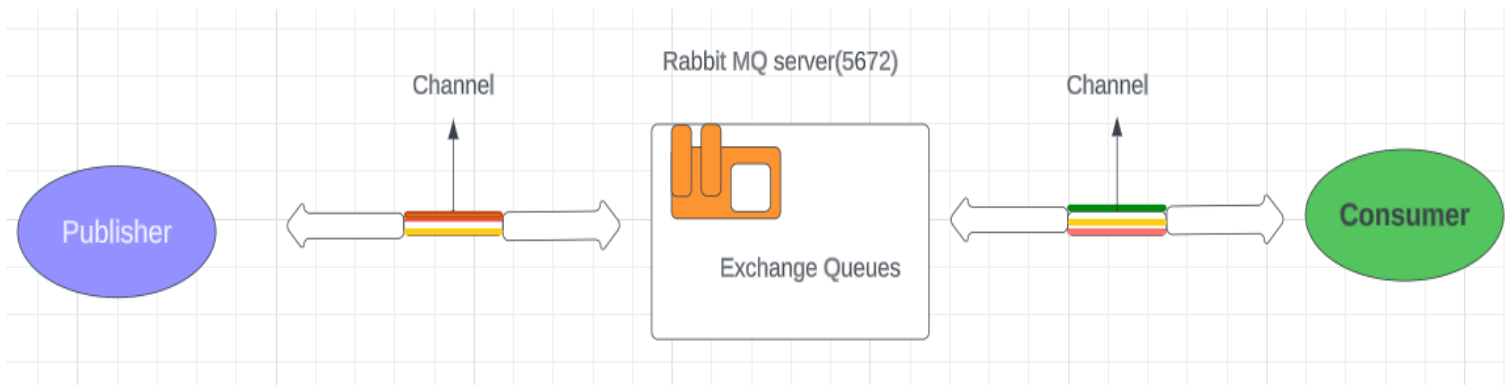 Rabbit MQ server(5672)
Channel
Channel
Publisher
Consumer
Exchange Queues